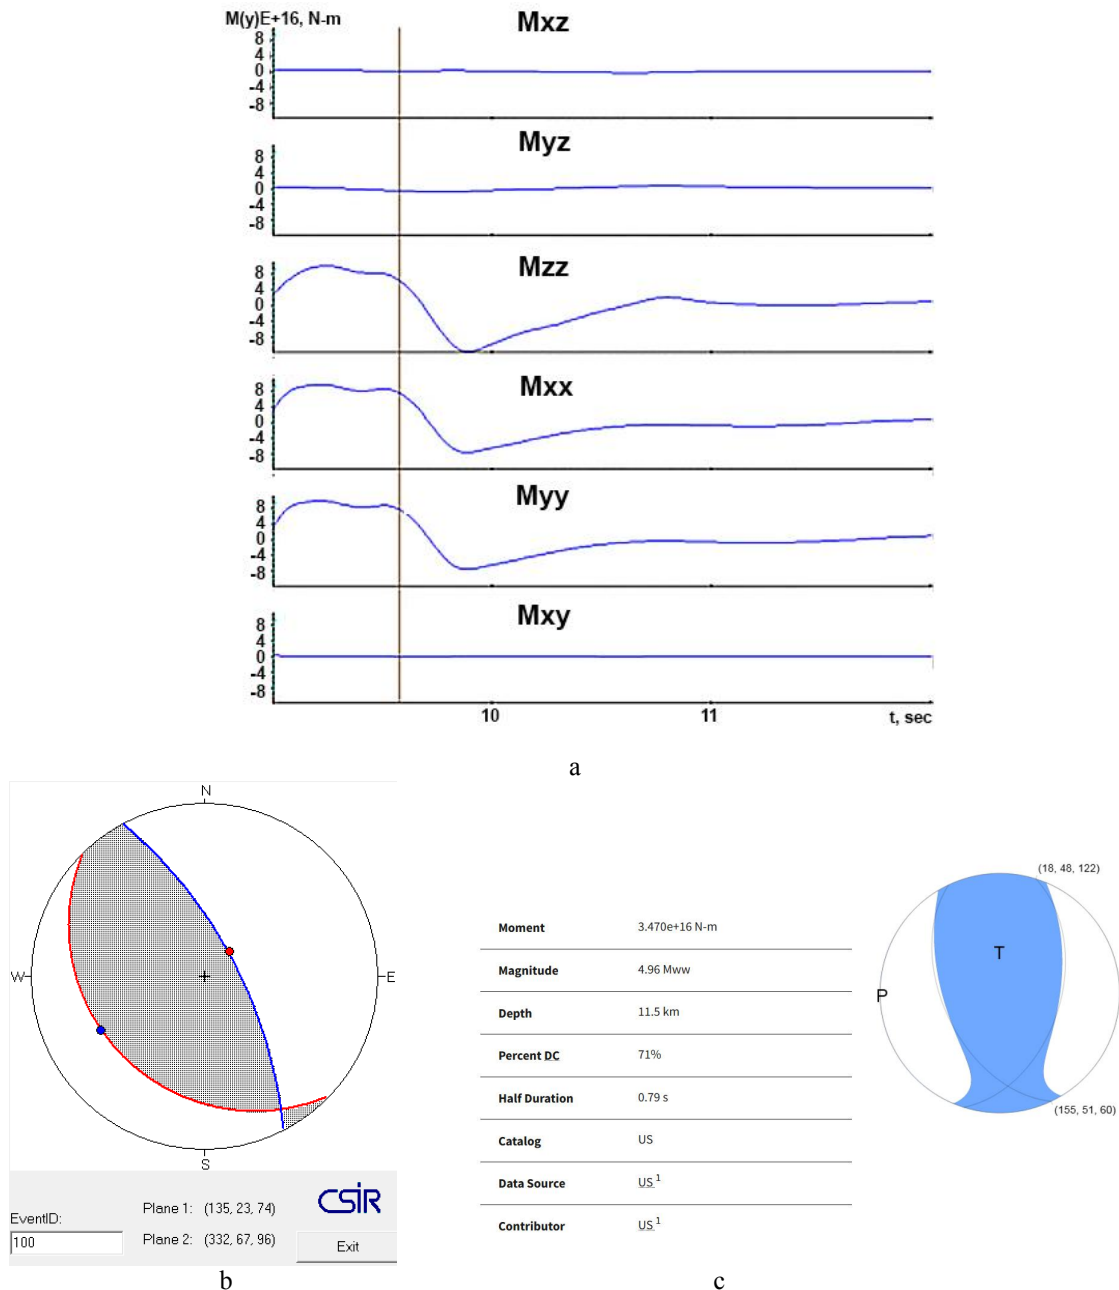 M(y)E+16, N-m
Mxz
8
4
0
-4
-8
Myz
8
4
0
-4
-8
Mzz
8
4
0
-4
-8
Mxx
8
4
0
-4
-8
Myy
8
4
0
-4
-8
Mxy
8
4
0
-4
-8
10 11 t, sec
a
N
W E
S
CSIR
EventID:
100
Plane 1: (135, 23, 74)
Plane 2: (332, 67, 96)
Exit
b
Moment 3.470e+16 N-m
Magnitude 4.96 Mww
Depth 11.5 km
Percent DC 71%
Half Duration 0.79 s
Catalog US
Data Source US 1
Contributor US 1
(18, 48, 122)
T
P
(155, 51, 60)
c